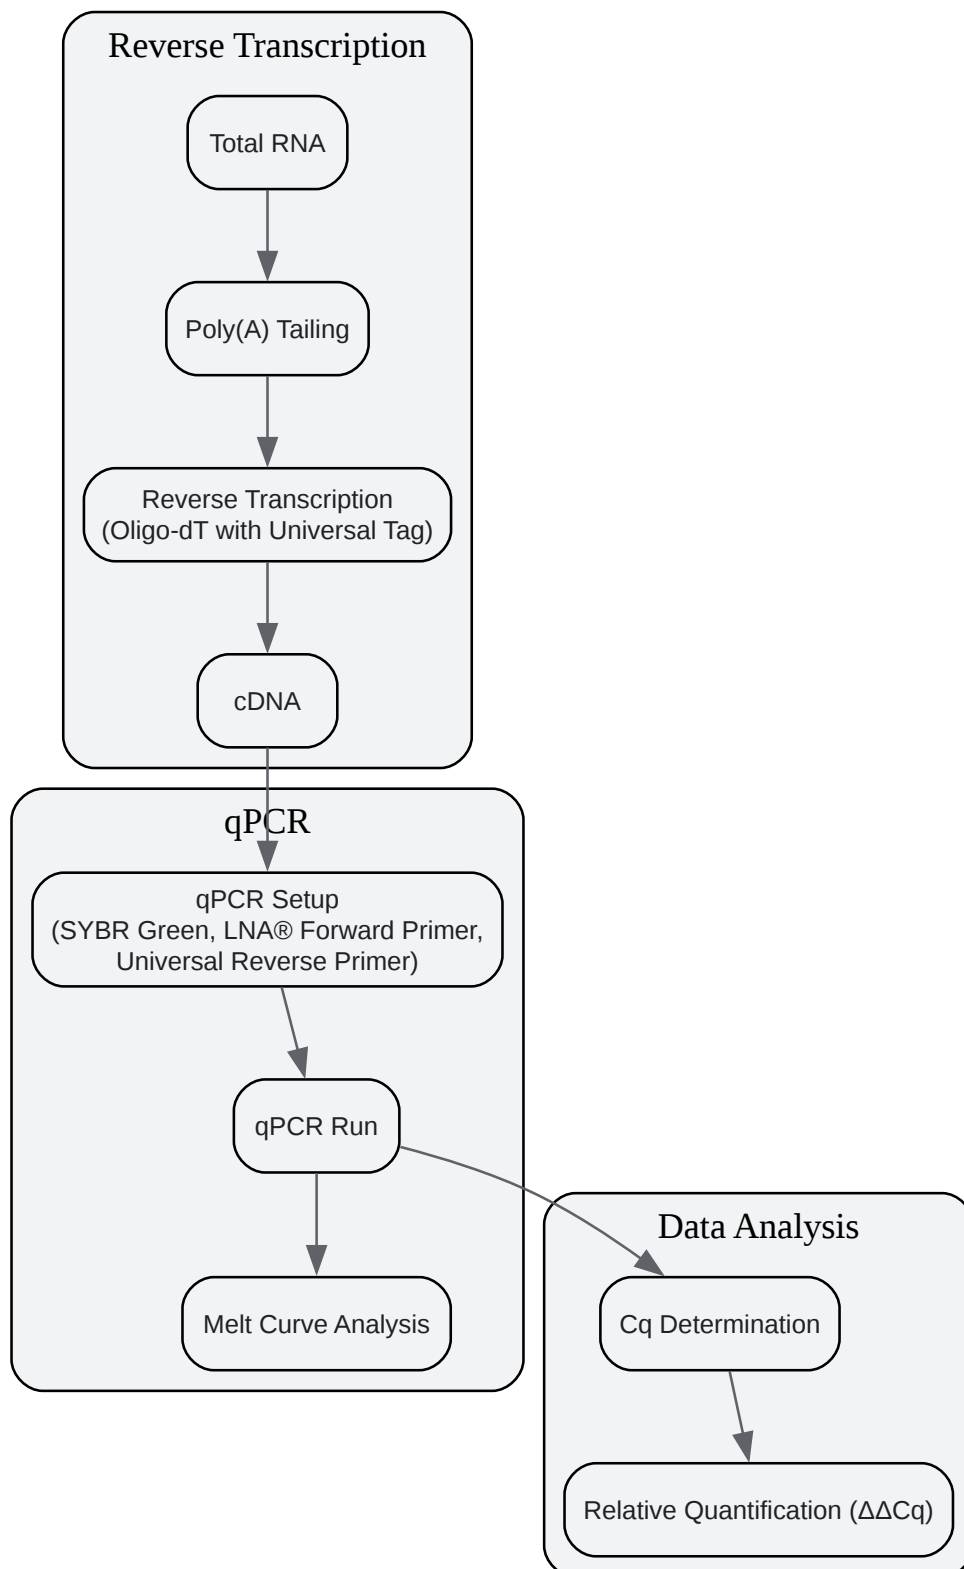 Reverse Transcription
Total RNA
Poly(A) Tailing
Reverse Transcription
(Oligo-dT with Universal Tag)
cDNA
qPCR
qPCR Setup
(SYBR Green, LNA® Forward Primer,
Universal Reverse Primer)
qPCR Run
Melt Curve Analysis
Data Analysis
Cq Determination
Relative Quantification (ΔΔCq)